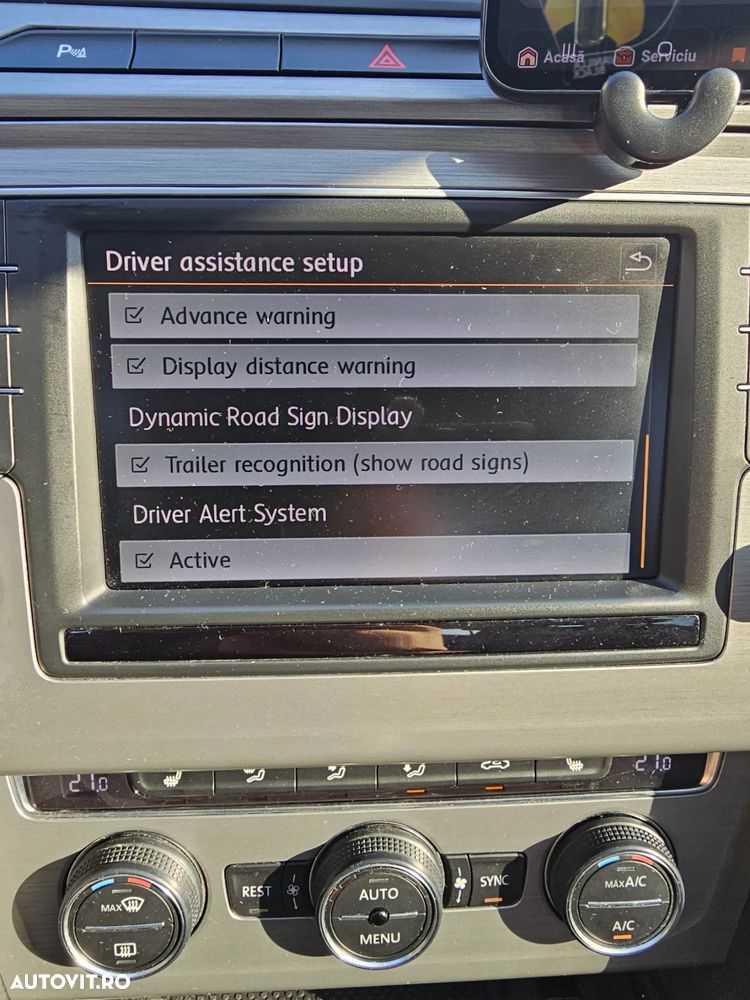 P
Acasă
Serviciu
Driver assistance setup
Advance warning
Display distance warning
Dynamic Road Sign Display
Trailer recognition (show road signs)
Driver Alert System
Active
21.0
21.0
MAX
REST
AUTO
MENU
SYNC
MAX A/C
A/C
AUTOVIT.RO